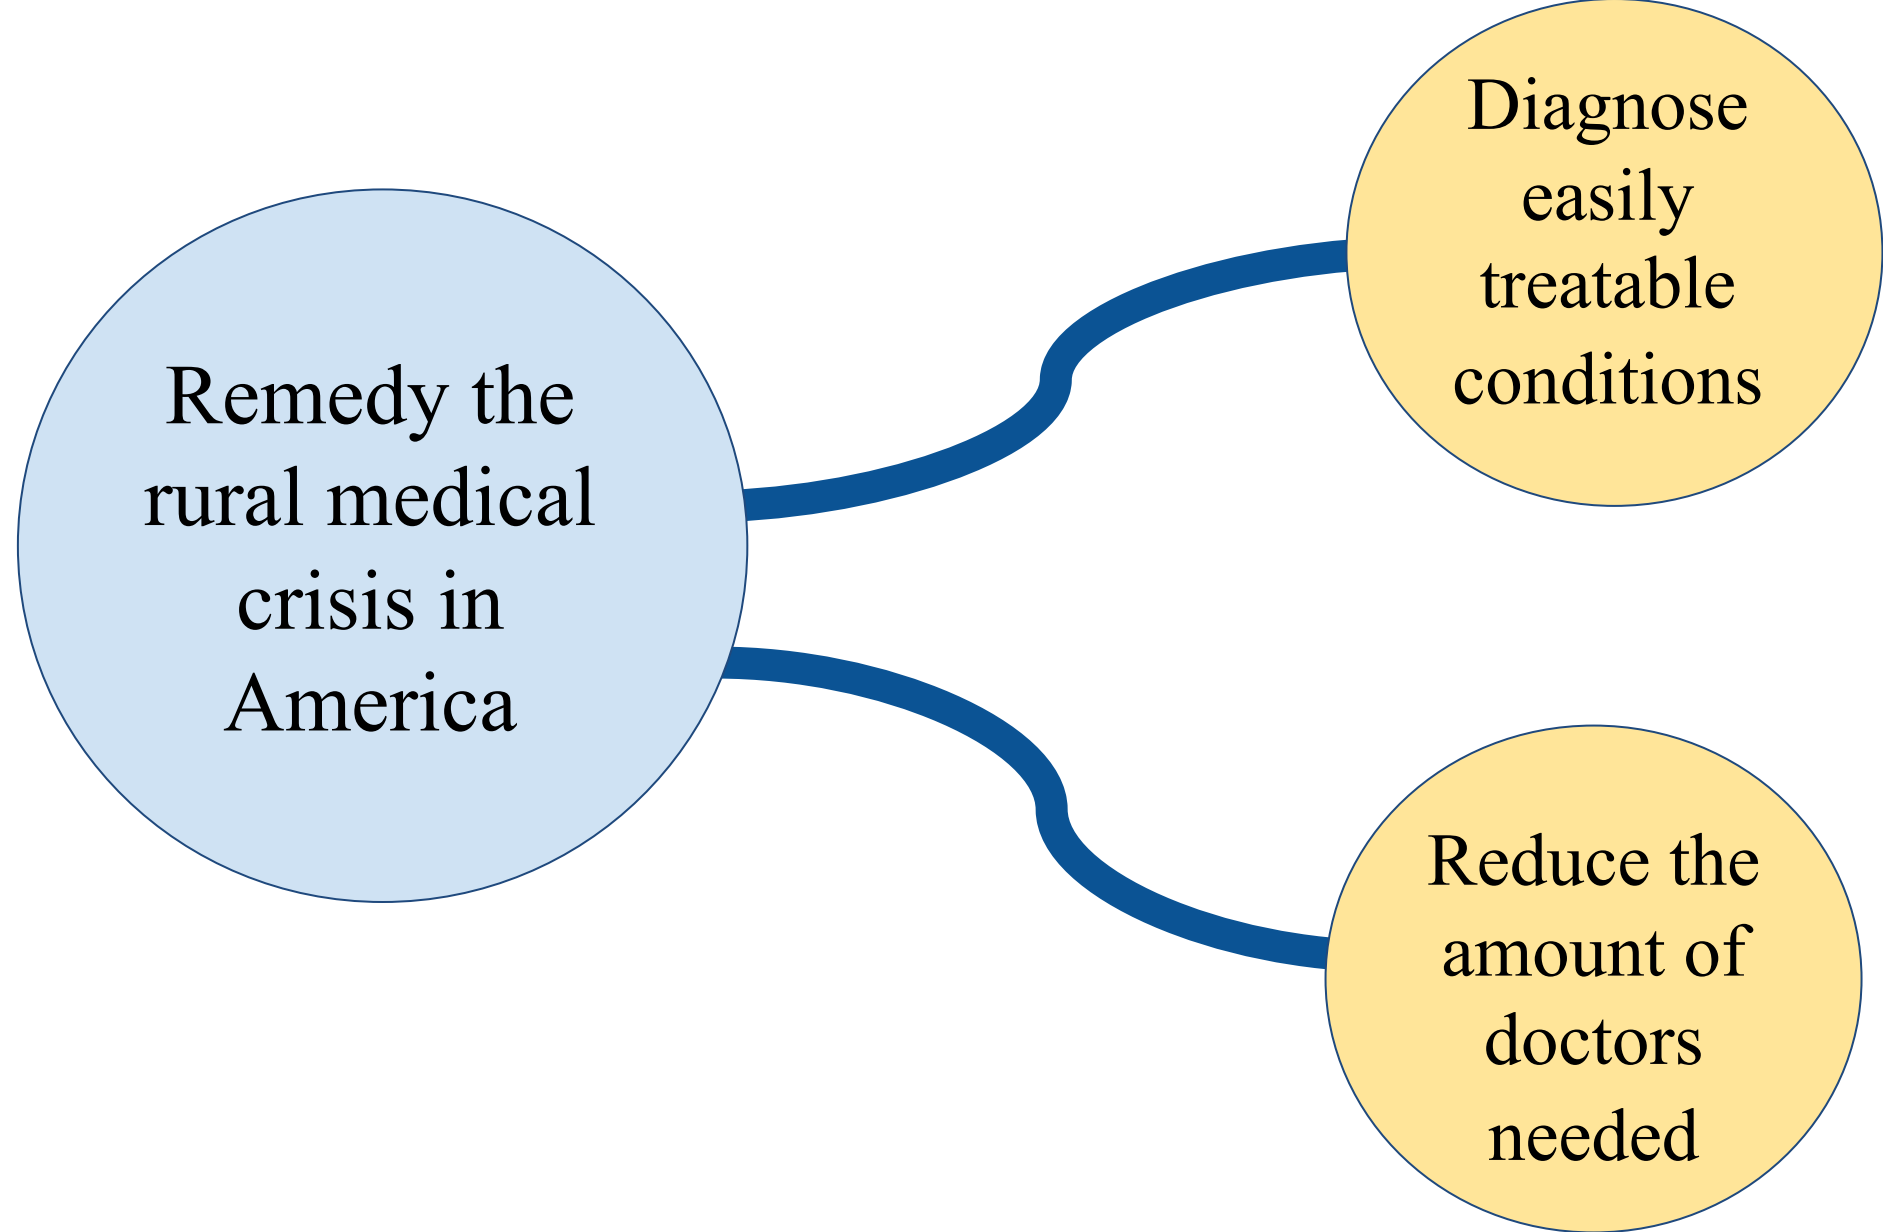 Remedy the
rural medical
crisis in
America
Diagnose
easily
treatable
conditions
Reduce the
amount of
doctors
needed